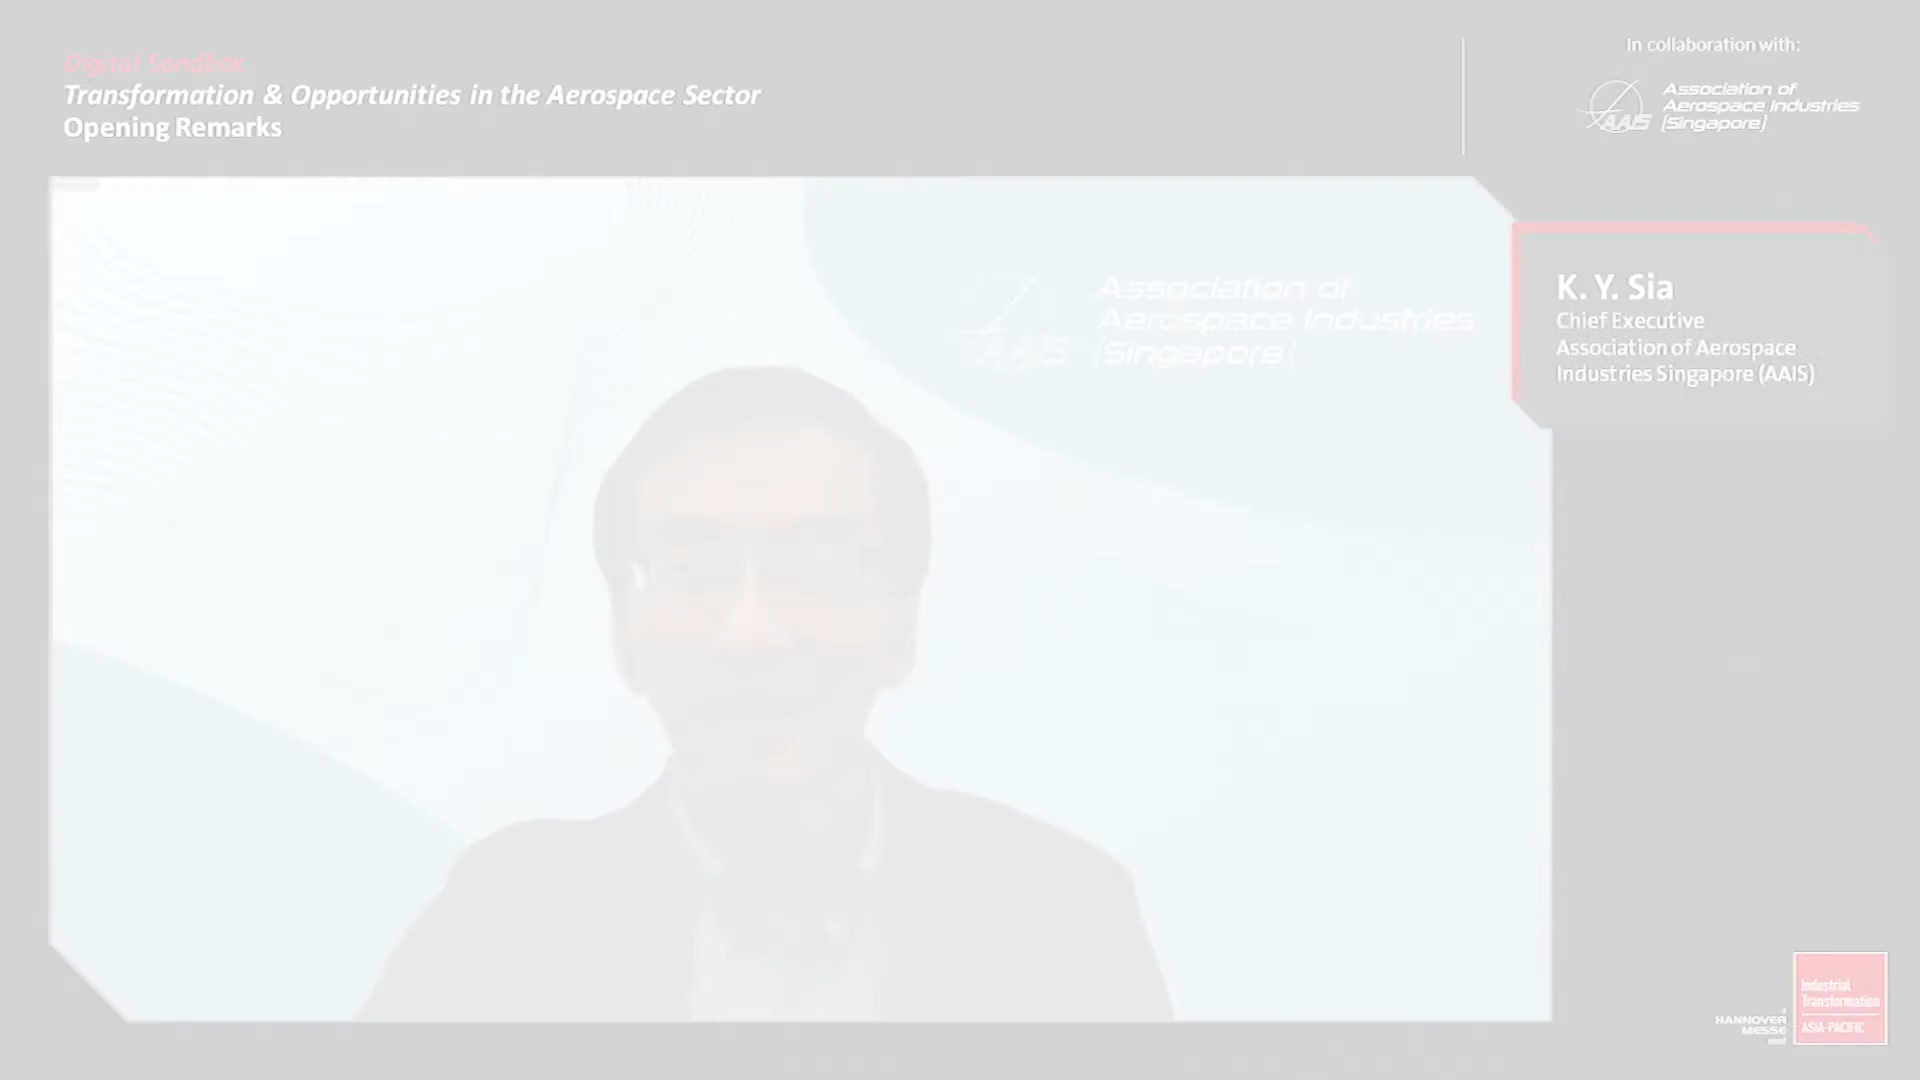 Digital Sandbox
Transformation & Opportunities in the Aerospace Sector
Opening Remarks
In collaboration with:
AAIS
Association of
Aerospace Industries
(Singapore)
AAIS
Association of
Aerospace Industries
(Singapore)
K. Y. Sia
Chief Executive
Association of Aerospace
Industries Singapore (AAIS)
Industrial
Transformation
ASIA-PACIFIC
HANNOVER
MESSE